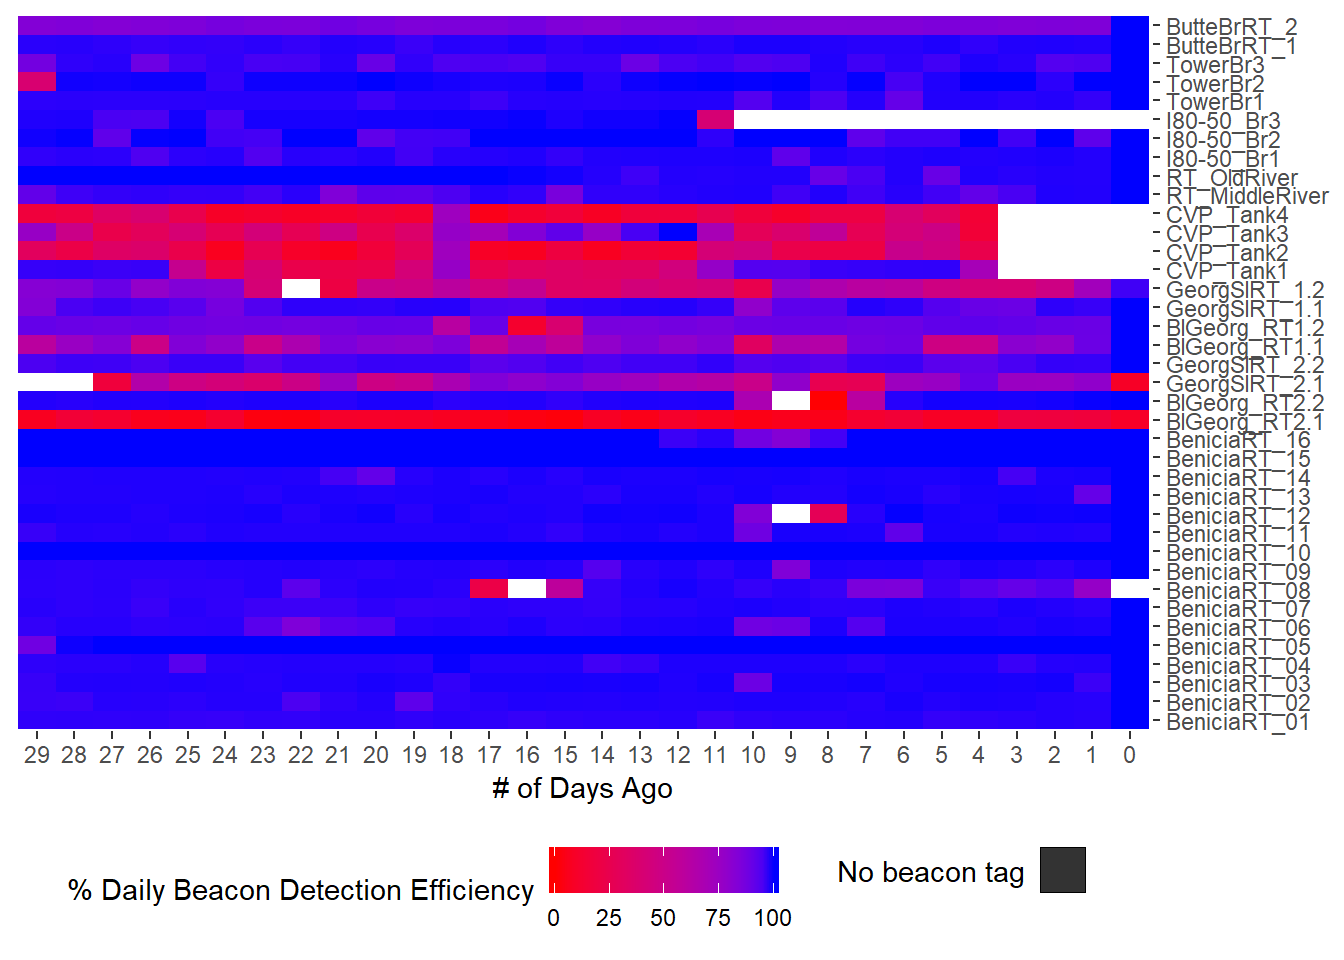 ButteBrRT_2
ButteBrRT_1
TowerBr3
TowerBr2
TowerBr1
I80-50_Br3
I80-50_Br2
I80-50_Br1
RT_OldRiver
RT_MiddleRiver
CVP_Tank4
CVP_Tank3
CVP_Tank2
CVP_Tank1
GeorgSlRT_1.2
GeorgSlRT_1.1
BlGeorg_RT1.2
BlGeorg_RT1.1
GeorgSlRT_2.2
GeorgSlRT_2.1
BlGeorg_RT2.2
BlGeorg_RT2.1
BeniciaRT_16
BeniciaRT_15
BeniciaRT_14
BeniciaRT_13
BeniciaRT_12
BeniciaRT_11
BeniciaRT_10
BeniciaRT_09
BeniciaRT_08
BeniciaRT_07
BeniciaRT_06
BeniciaRT_05
BeniciaRT_04
BeniciaRT_03
BeniciaRT_02
BeniciaRT_01
29 28 27 26 25 24 23 22 21 20 19 18 17 16 15 14 13 12 11 10 9 8 7 6 5 4 3 2 1 0
# of Days Ago
% Daily Beacon Detection Efficiency
0 25 50 75 100
No beacon tag